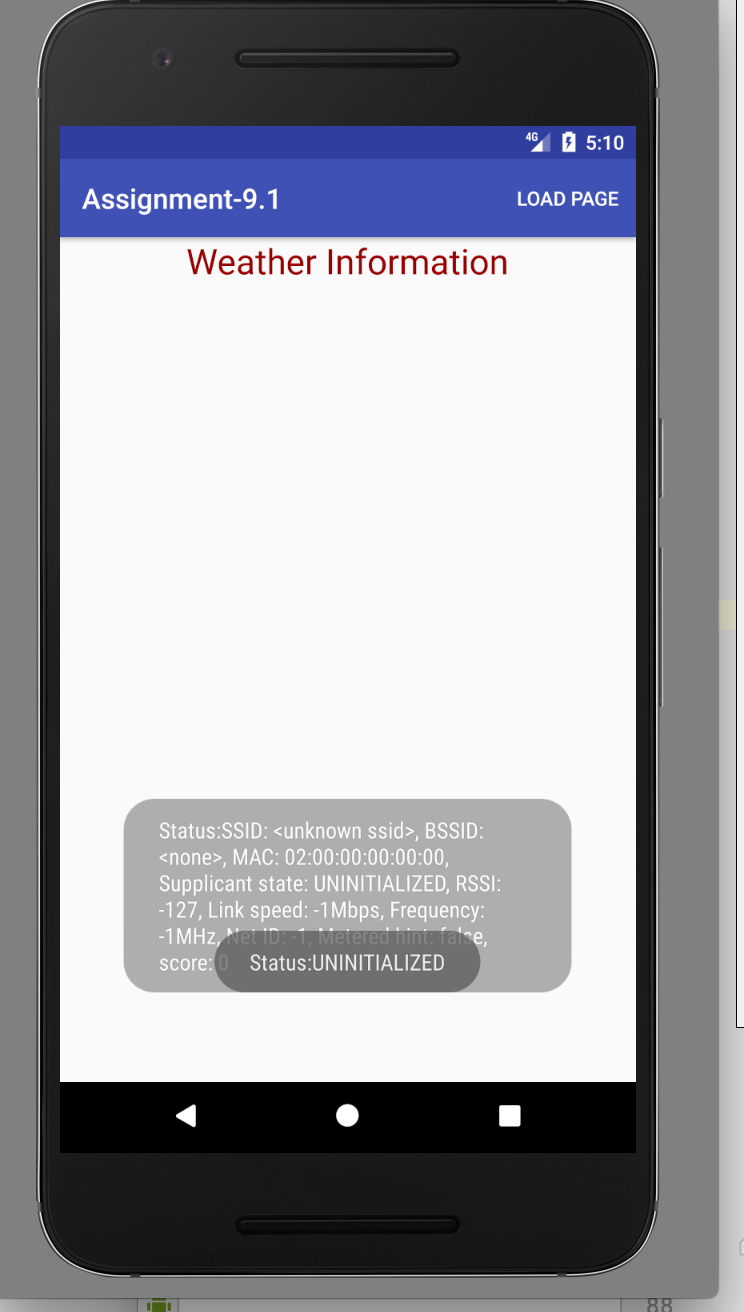 4G 5:10
Assignment-9.1 LOAD PAGE
Weather Information
Status:SSID: <unknown ssid>, BSSID:
<none>, MAC: 02:00:00:00:00:00,
Supplicant state: UNINITIALIZED, RSSI:
-127, Link speed: -1Mbps, Frequency:
-1MHz, Net ID: -1, Metered hint: false,
score: 0
Status:UNINITIALIZED
88